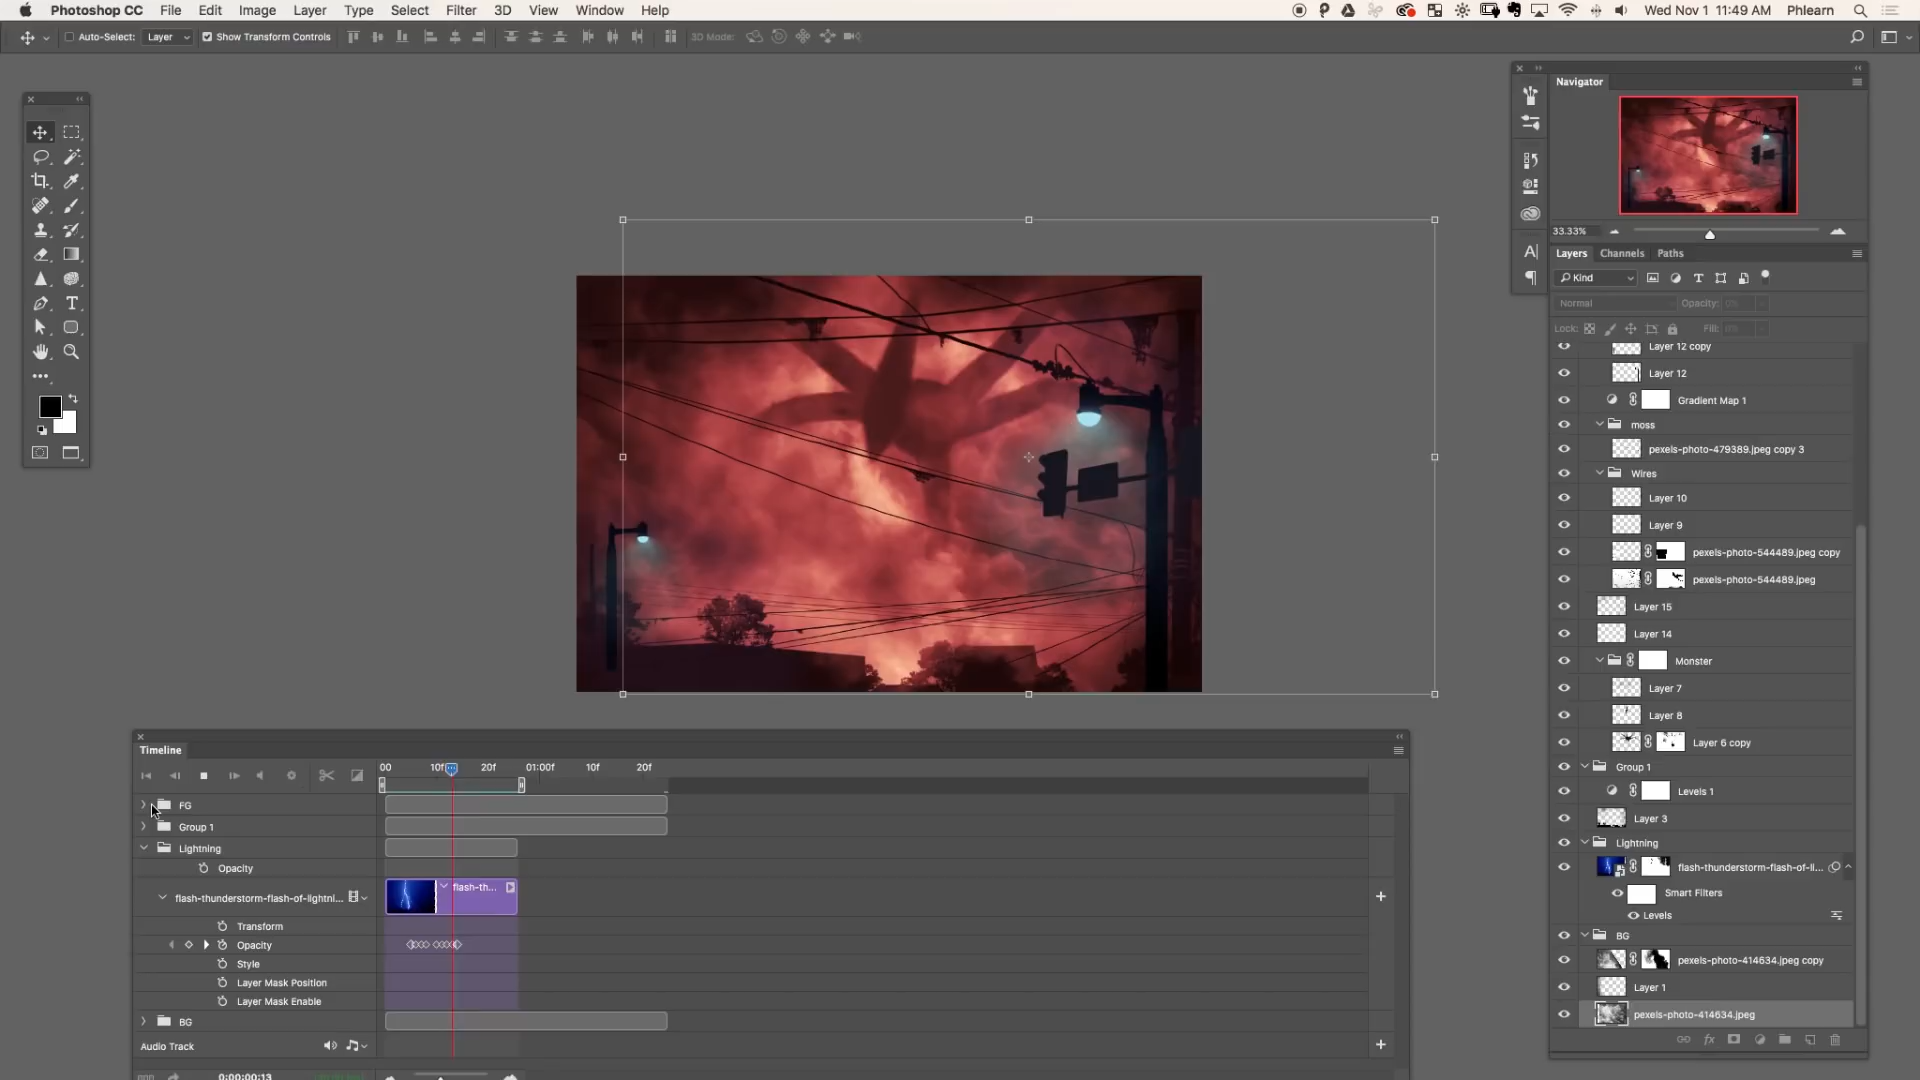 Photoshop CC File Edit Image Layer Type Select Filter 3D View Window Help Wed Nov 1 11:49 AM Phlearn
Auto-Select: Layer Show Transform Controls 3D Mode:
Navigator
33.33%
Layers Channels Paths
Kind
Normal Opacity: 0%
Lock: Fill: 0%
Layer 12 copy
Layer 12
Gradient Map 1
moss
pexels-photo-479389.jpeg copy 3
Wires
Layer 10
Layer 9
pexels-photo-544489.jpeg copy
pexels-photo-544489.jpeg
Layer 15
Layer 14
Monster
Layer 7
Layer 8
Layer 6 copy
Group 1
Levels 1
Layer 3
Lightning
flash-thunderstorm-flash-of-li...
Smart Filters
Levels
BG
pexels-photo-414634.jpeg copy
Layer 1
pexels-photo-414634.jpeg
Timeline
00 10f 20f 01:00f 10f 20f
FG
Group 1
Lightning
Opacity
flash-thunderstorm-flash-of-lightni... flash-th...
Transform
Opacity
Style
Layer Mask Position
Layer Mask Enable
BG
Audio Track
0:00:00:13